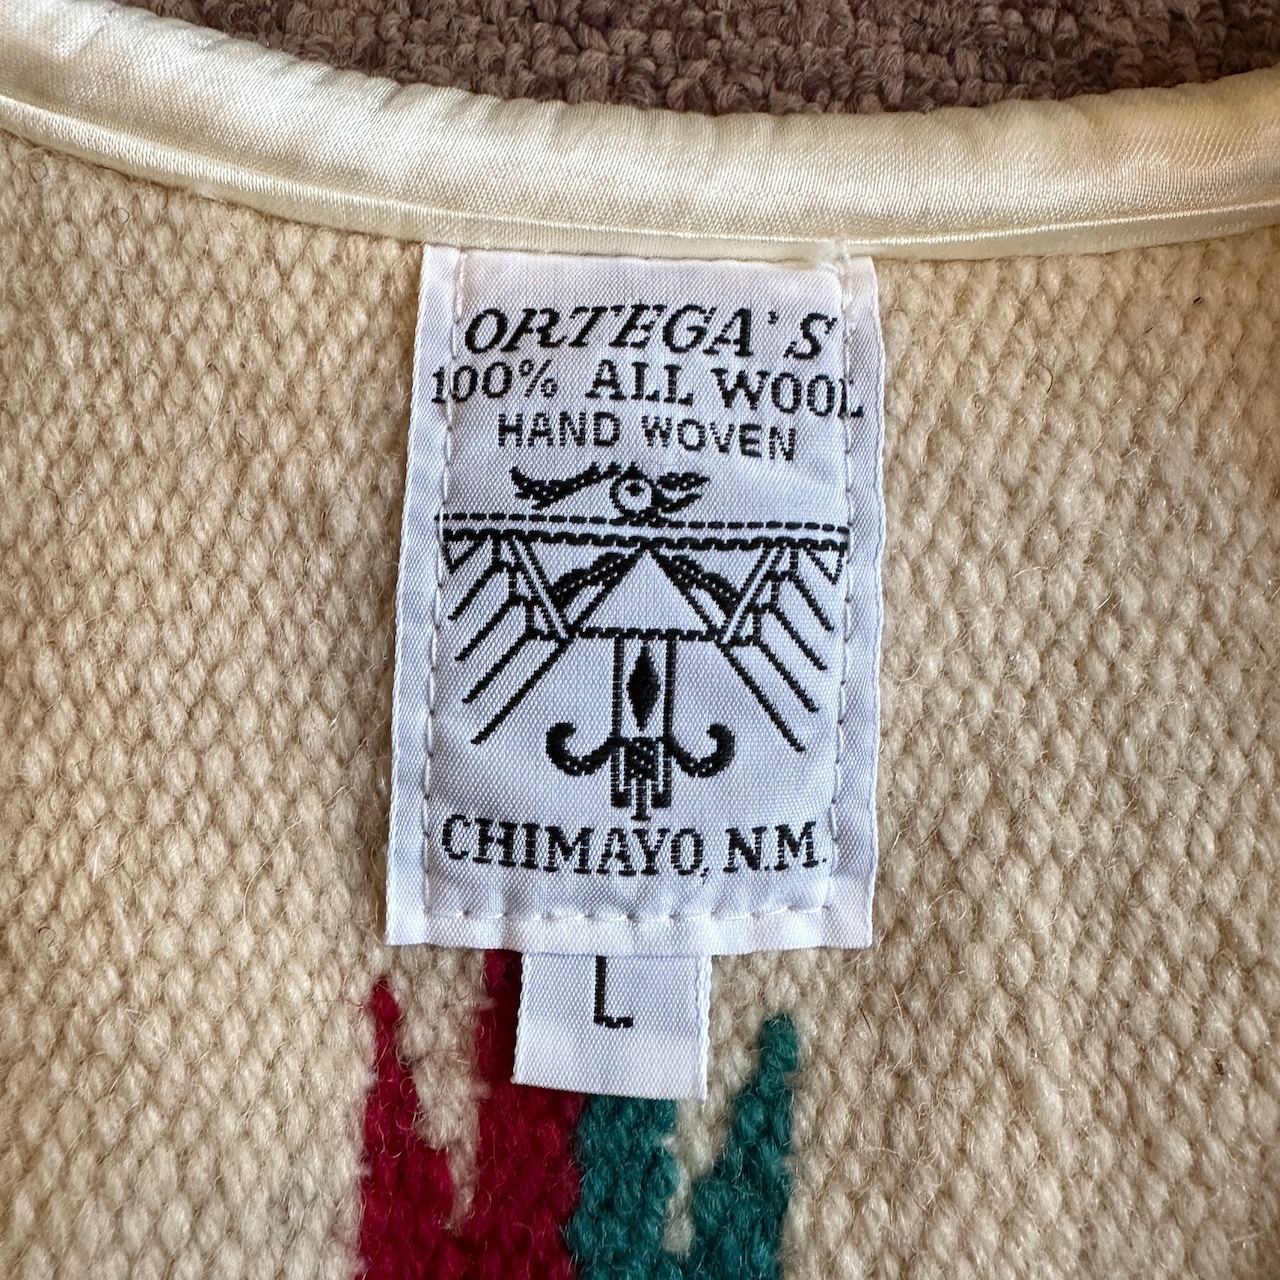 ORTEGA'S
100% ALL WOOL
HAND WOVEN
CHIMAYO, N.M.
L